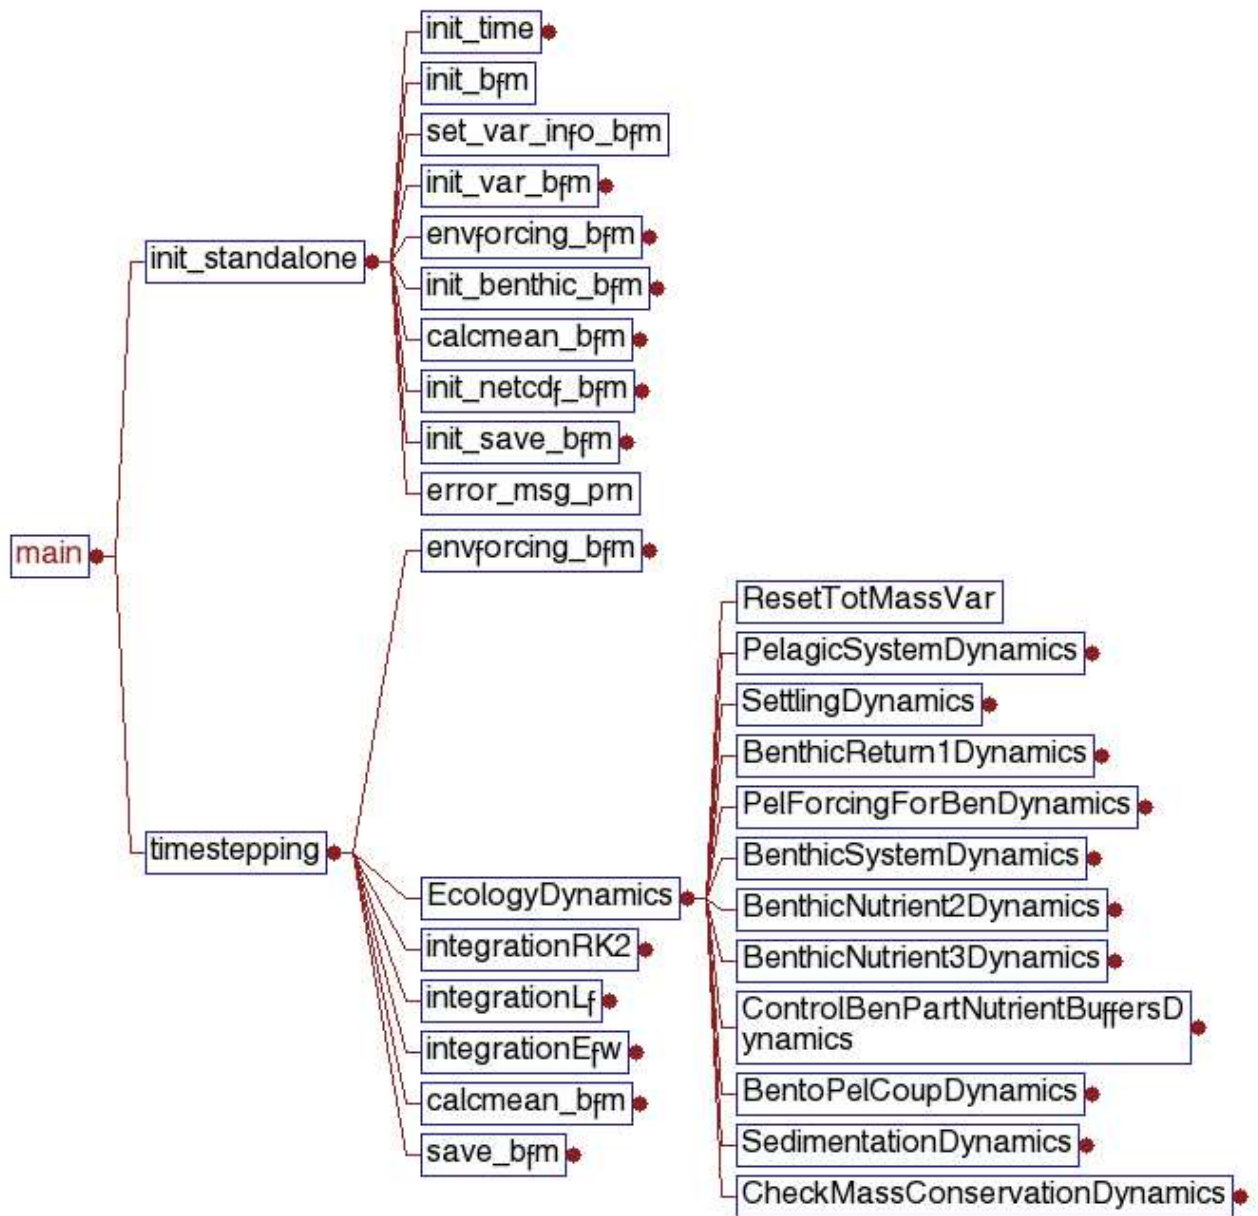 init_time
init_bfm
set_var_info_bfm
init_var_bfm
envforcing_bfm
init_standalone
init_benthic_bfm
calcmean_bfm
init_netcdf_bfm
init_save_bfm
error_msg_prn
main
envforcing_bfm
ResetTotMassVar
PelagicSystemDynamics
SettlingDynamics
BenthicReturn1Dynamics
PelForcingForBenDynamics
timestepping
BenthicSystemDynamics
EcologyDynamics
BenthicNutrient2Dynamics
integrationRK2
BenthicNutrient3Dynamics
integrationLf
ControlBenPartNutrientBuffersD
ynamics
integrationEfw
BentoPelCoupDynamics
calcmean_bfm
SedimentationDynamics
save_bfm
CheckMassConservationDynamics